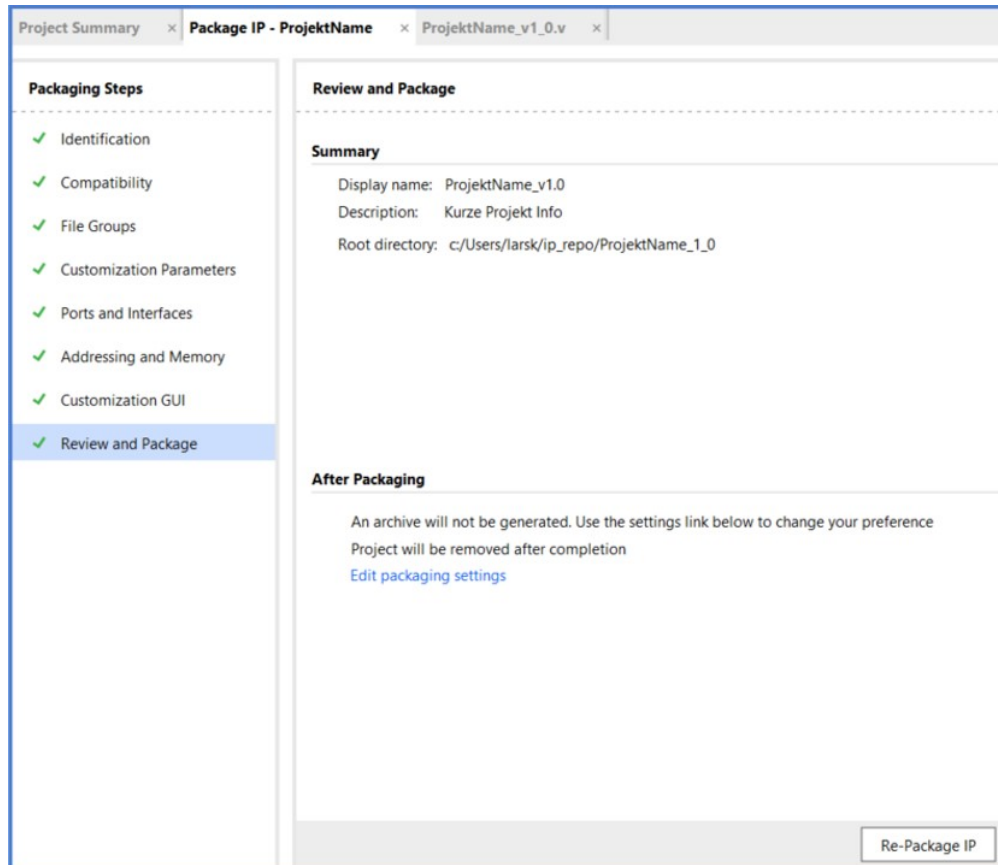 Project Summary × Package IP - ProjektName × ProjektName_v1_0.v ×
Packaging Steps
Identification
Compatibility
File Groups
Customization Parameters
Ports and Interfaces
Addressing and Memory
Customization GUI
Review and Package
Review and Package
Summary
Display name: ProjektName_v1.0
Description: Kurze Projekt Info
Root directory: c:/Users/larsk/ip_repo/ProjektName_1_0
After Packaging
An archive will not be generated. Use the settings link below to change your preference
Project will be removed after completion
Edit packaging settings
Re-Package IP